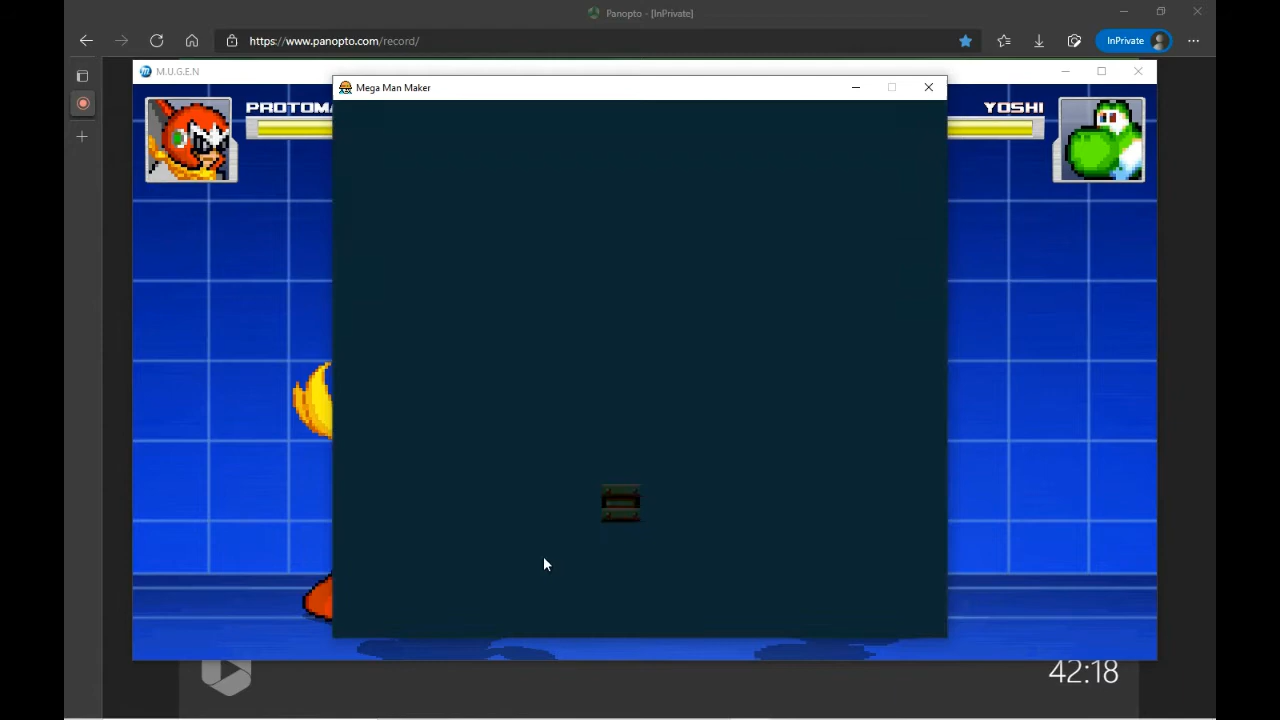 Panopto - [InPrivate]
https://www.panopto.com/record/
InPrivate
M.U.G.E.N
Mega Man Maker
PROTOMA
YOSHI
42:18